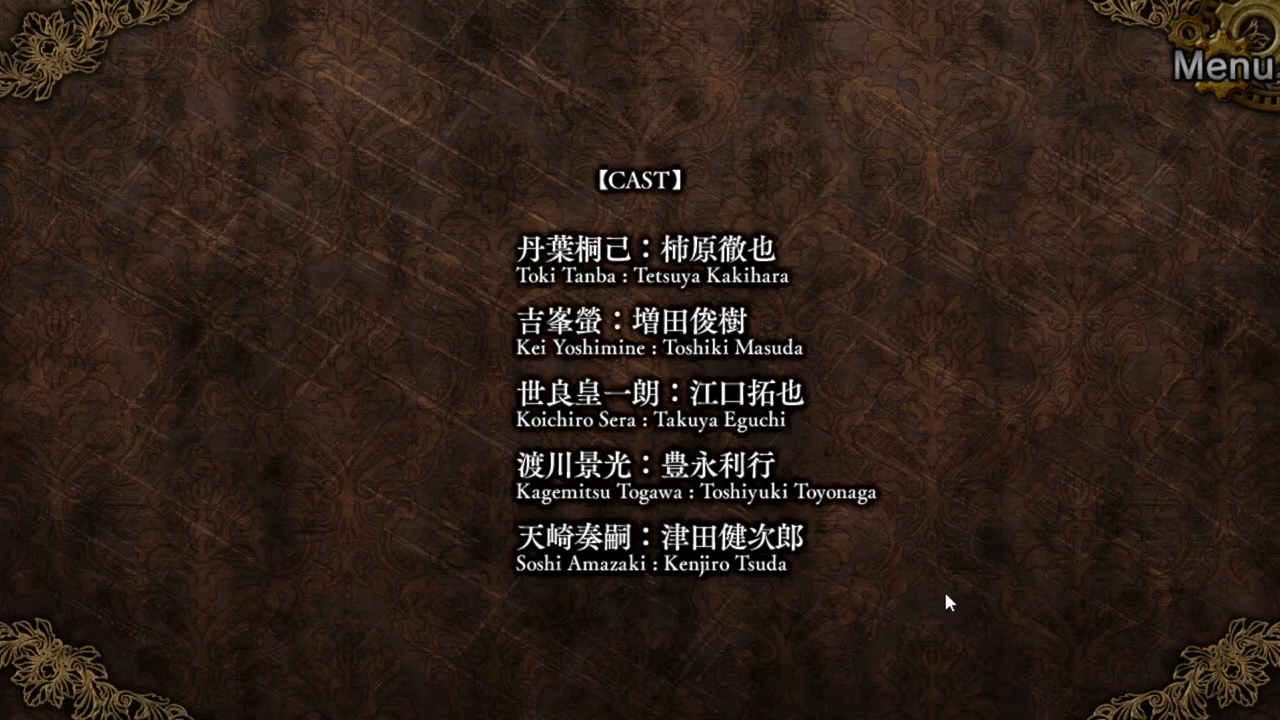 Menu
【CAST】
丹葉桐己：柿原徹也
Toki Tanba : Tetsuya Kakihara
吉峯螢：増田俊樹
Kei Yoshimine : Toshiki Masuda
世良皇一朗：江口拓也
Koichiro Sera : Takuya Eguchi
渡川景光：豊永利行
Kagemitsu Togawa : Toshiyuki Toyonaga
天崎奏嗣：津田健次郎
Soshi Amazaki : Kenjiro Tsuda